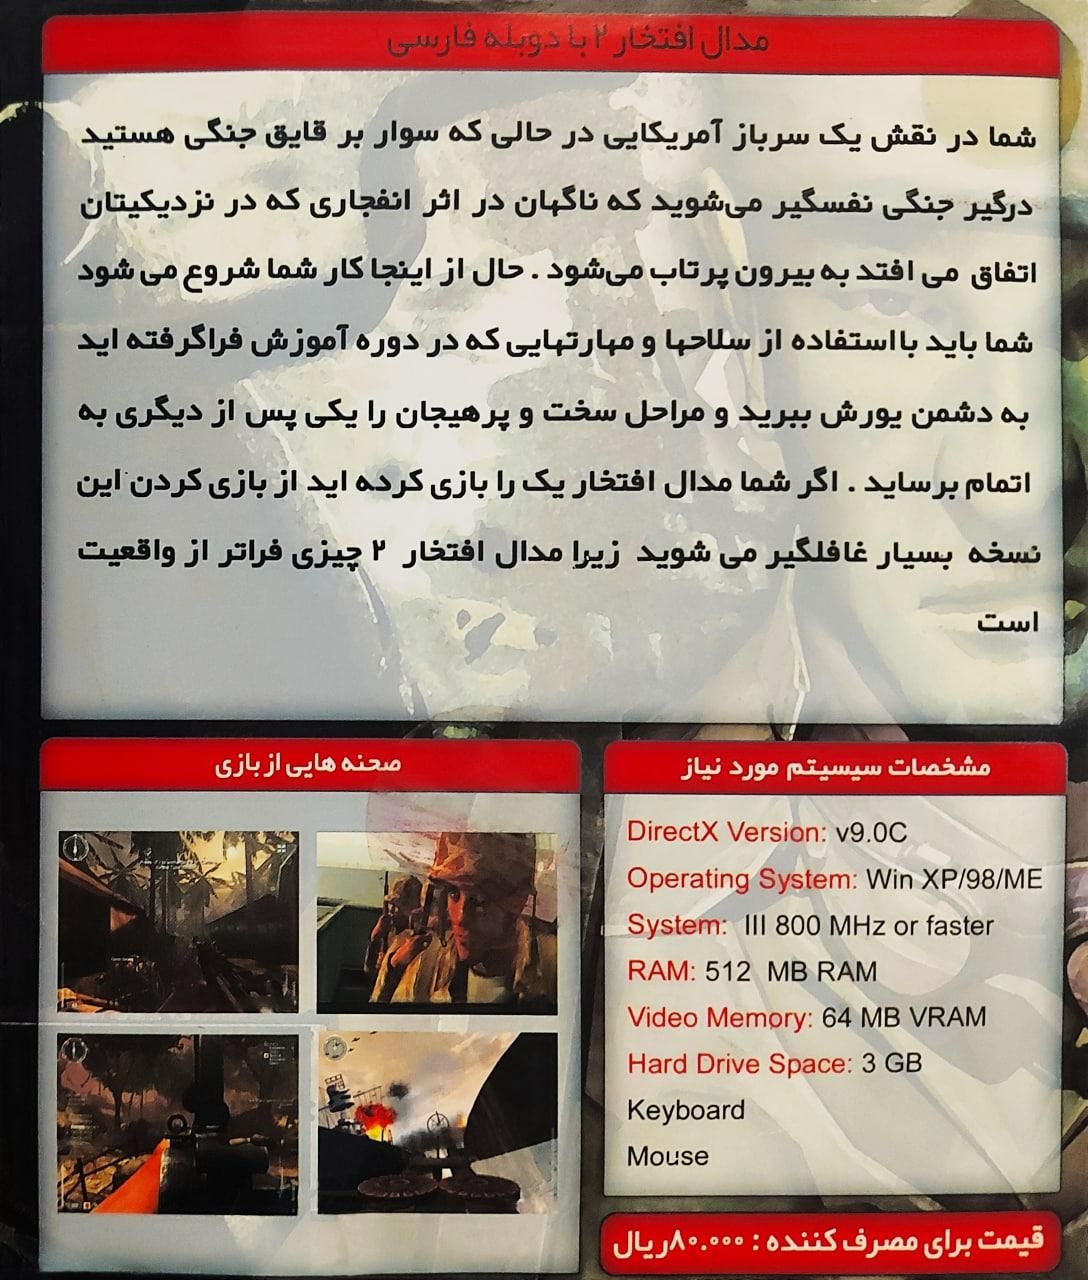 مدال افتخار ۲ با دوبله فارسی
شما در نقش یک سرباز آمریکایی در حالی که سوار بر قایق جنگی هستید
درگیر جنگی نفسگیر می‌شوید که ناگهان در اثر انفجاری که در نزدیکیتان
اتفاق می افتد به بیرون پرتاب می‌شود . حال از اینجا کار شما شروع می شود
شما باید بااستفاده از سلاحها و مهارتهایی که در دوره آموزش فراگرفته اید
به دشمن یورش ببرید و مراحل سخت و پرهیجان را یکی پس از دیگری به
اتمام برساید . اگر شما مدال افتخار یک را بازی کرده اید از بازی کردن این
نسخه بسیار غافلگیر می شوید زیرا مدال افتخار ۲ چیزی فراتر از واقعیت
است
مشخصات سیسیتم مورد نیاز
DirectX Version: v9.0C
Operating System: Win XP/98/ME
System: III 800 MHz or faster
RAM: 512 MB RAM
Video Memory: 64 MB VRAM
Hard Drive Space: 3 GB
Keyboard
Mouse
قیمت برای مصرف کننده : ۸۰.۰۰۰ریال
صحنه هایی از بازی